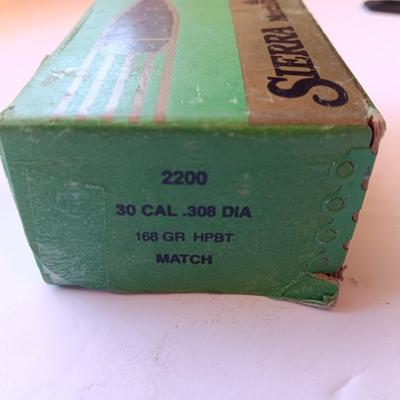 SIERRA
2200
30 CAL .308 DIA
168 GR HPBT
MATCH